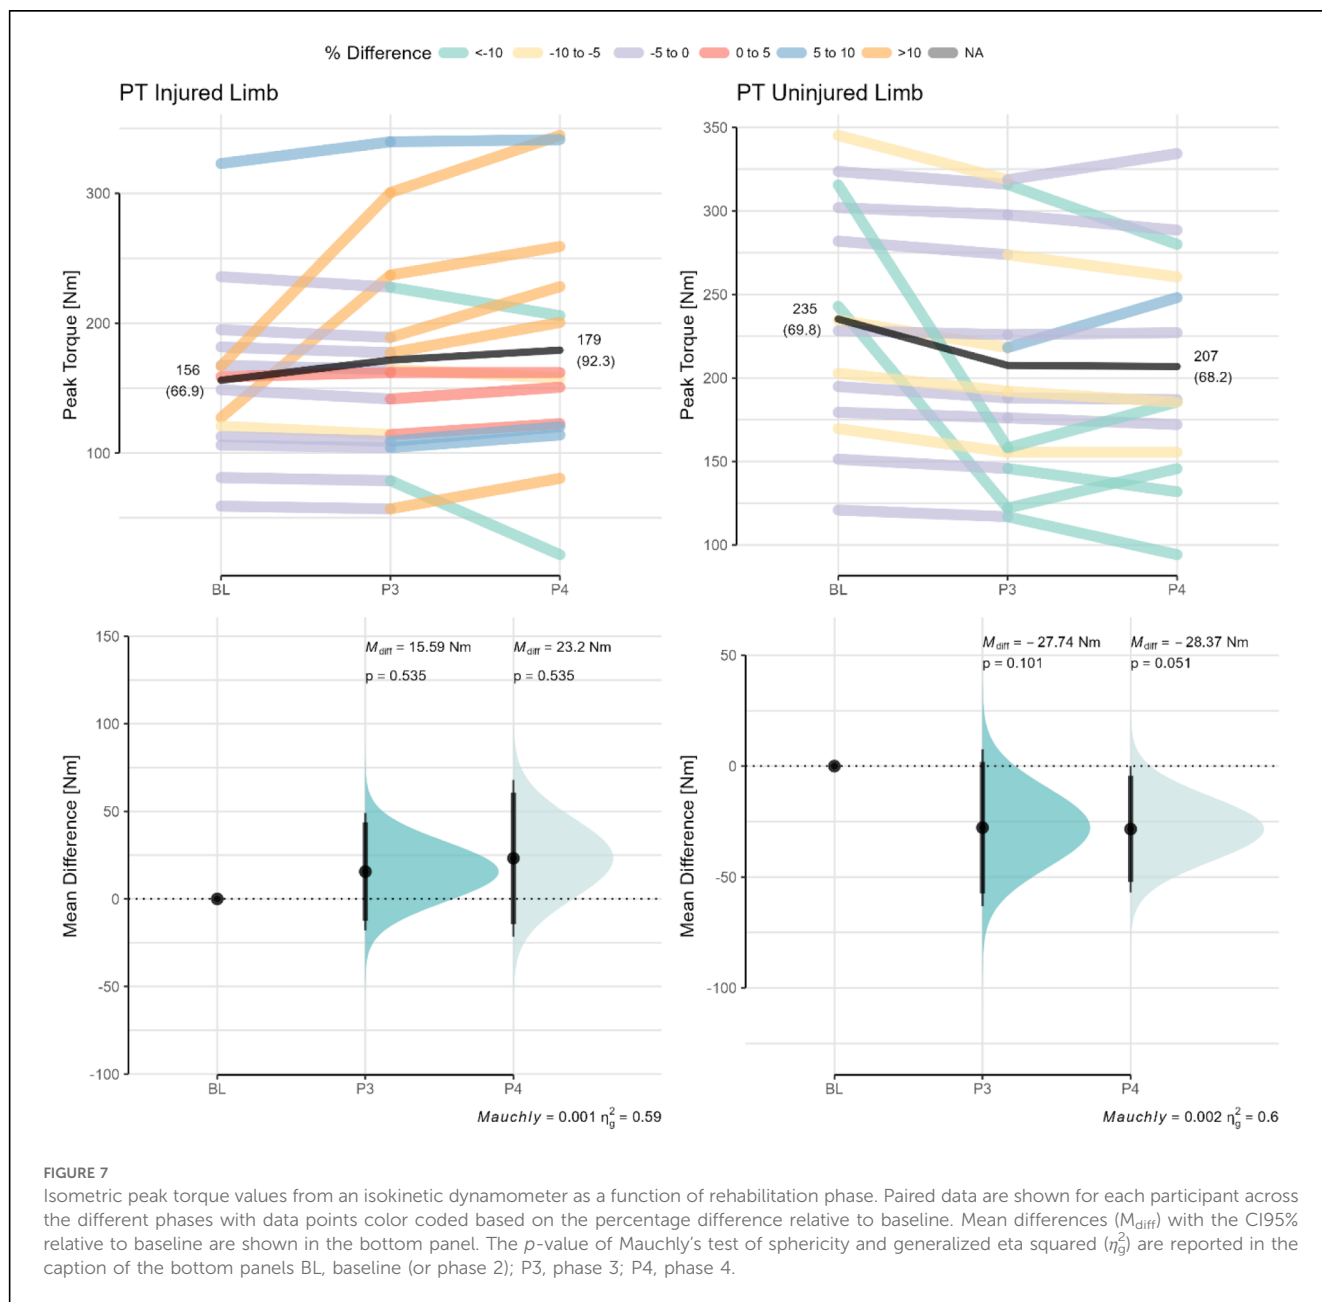 % Difference <-10 -10 to -5 -5 to 0 0 to 5 5 to 10 >10 NA
PT Injured Limb
Peak Torque [Nm]
300
200
100
156
(66.9)
179
(92.3)
BL P3 P4
PT Uninjured Limb
Peak Torque [Nm]
350
300
250
200
150
100
235
(69.8)
207
(68.2)
BL P3 P4
Mean Difference [Nm]
150
100
50
0
-50
-100
Mdiff = 15.59 Nm
p = 0.535
Mdiff = 23.2 Nm
p = 0.535
BL P3 P4
Mauchly = 0.001 η²g = 0.59
Mean Difference [Nm]
50
0
-50
-100
Mdiff = −27.74 Nm
p = 0.101
Mdiff = −28.37 Nm
p = 0.051
BL P3 P4
Mauchly = 0.002 η²g = 0.6
FIGURE 7
Isometric peak torque values from an isokinetic dynamometer as a function of rehabilitation phase. Paired data are shown for each participant across
the different phases with data points color coded based on the percentage difference relative to baseline. Mean differences (Mdiff) with the CI95%
relative to baseline are shown in the bottom panel. The p-value of Mauchly's test of sphericity and generalized eta squared (η²g) are reported in the
caption of the bottom panels BL, baseline (or phase 2); P3, phase 3; P4, phase 4.